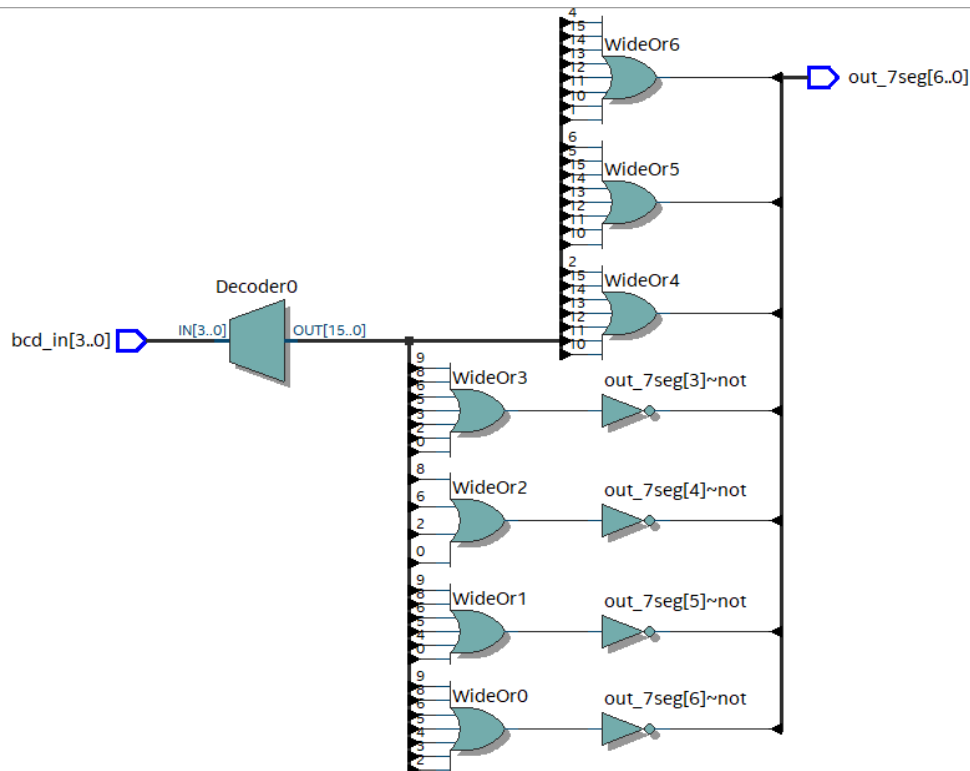 4
15
14
13
12
11
10
1
WideOr6
out_7seg[6..0]
6
5
15
14
13
12
11
10
WideOr5
2
15
14
13
12
11
10
WideOr4
Decoder0
bcd_in[3..0]
IN[3..0]
OUT[15..0]
9
8
6
5
3
2
0
WideOr3
out_7seg[3]~not
8
6
2
0
WideOr2
out_7seg[4]~not
9
8
6
5
4
0
WideOr1
out_7seg[5]~not
9
8
6
5
4
3
2
WideOr0
out_7seg[6]~not